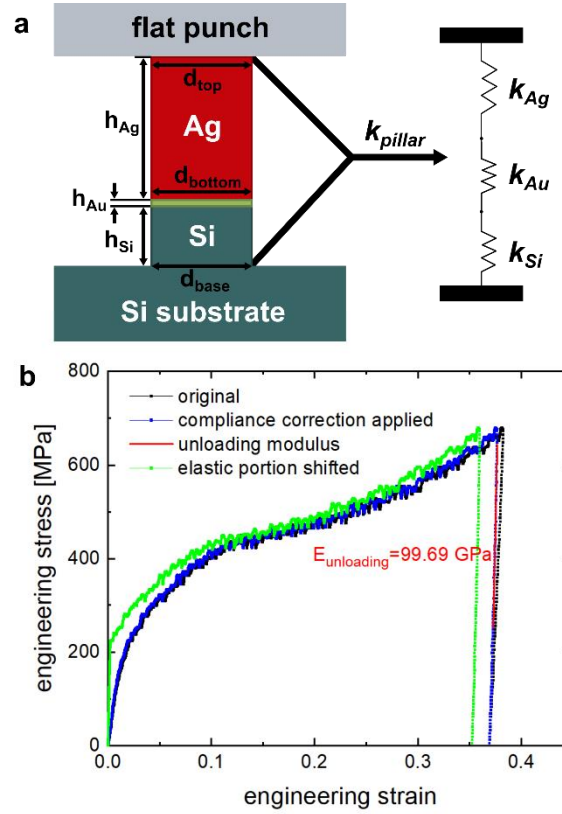 a
flat punch
d_top
h_Ag
Ag
k_Ag
k_pillar
d_bottom
k_Au
h_Au
h_Si
Si
k_Si
d_base
Si substrate
b
800
600
400
200
0
original
compliance correction applied
unloading modulus
elastic portion shifted
E_unloading=99.69 GPa
engineering stress [MPa]
0.0 0.1 0.2 0.3 0.4
engineering strain